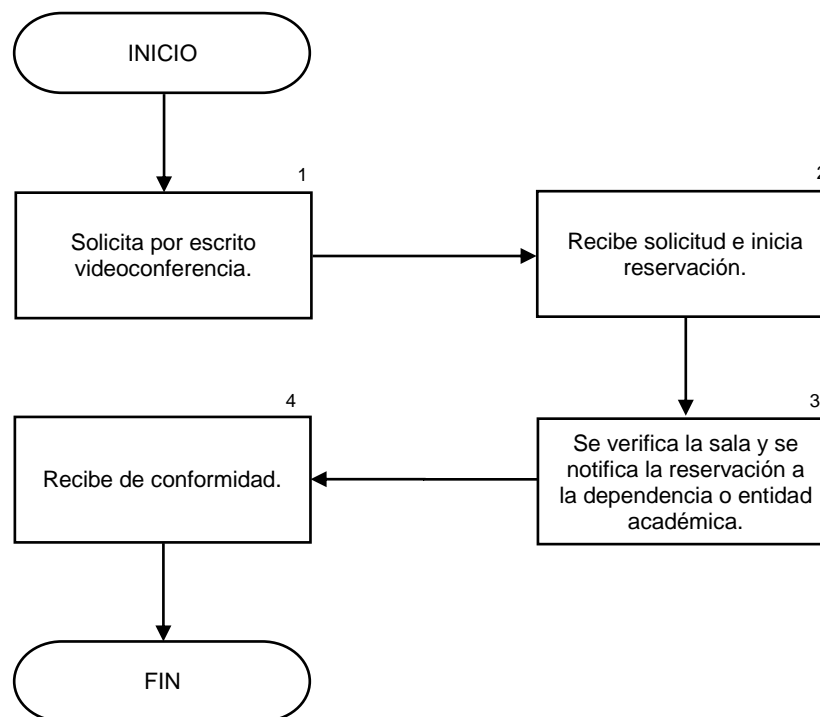 INICIO
1
Solicita por escrito
videoconferencia.
2
Recibe solicitud e inicia
reservación.
3
Se verifica la sala y se
notifica la reservación a
la dependencia o entidad
académica.
4
Recibe de conformidad.
FIN